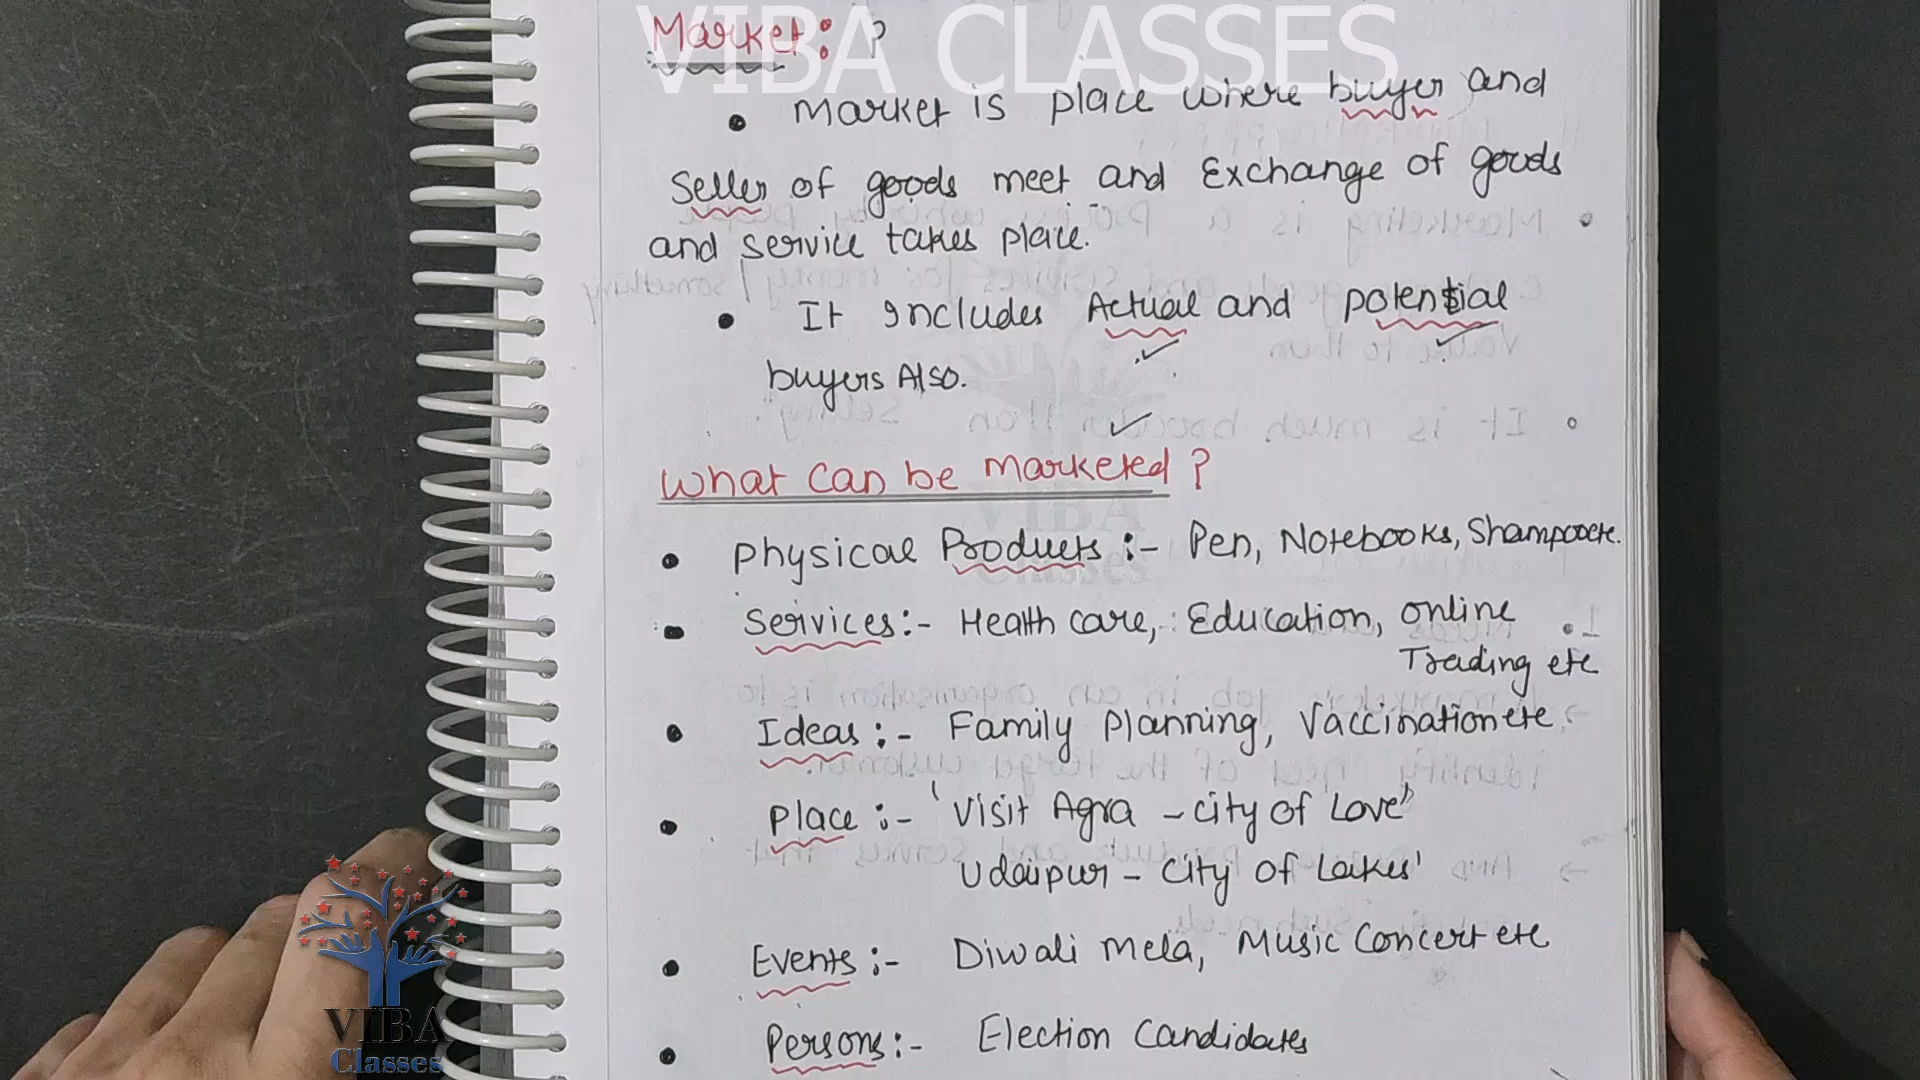 VIBA CLASSES
Market: ?
• Market is place where buyer and
Seller of goods meet and Exchange of goods
and service takes place.
• It Includes Actual and potential
buyers Also.
What can be marketed ?
• Physical Products :- Pen, Notebooks, Shampoo etc.
• Services :- Health care, Education, online
Trading etc
• Ideas :- Family Planning, Vaccination etc
• Place :- 'Visit Agra - City of Love"
Udaipur - City of Lakes'
• Events :- Diwali Mela, Music Concert etc
• Persons :- Election Candidates
VIBA
Classes